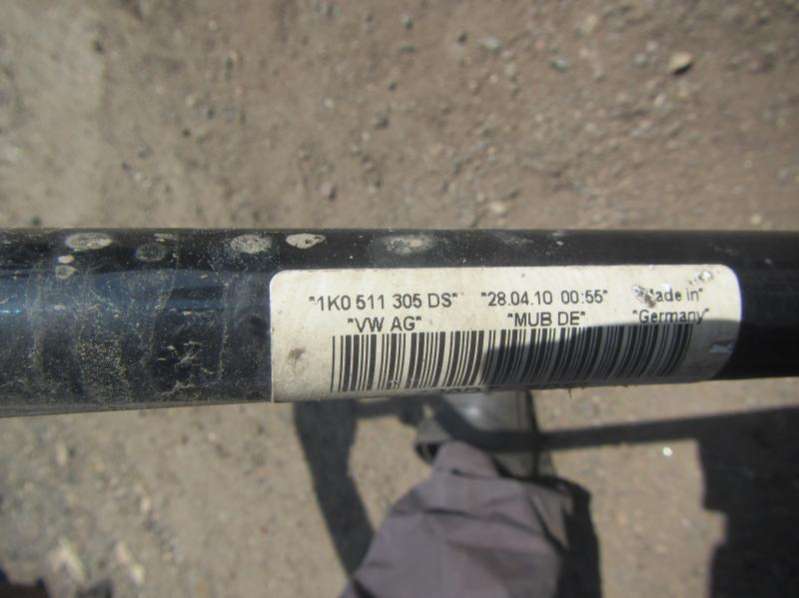 "1K0 511 305 DS" "28.04.10 00:55" "Made in"
"VW AG" "MUB DE" "Germany"